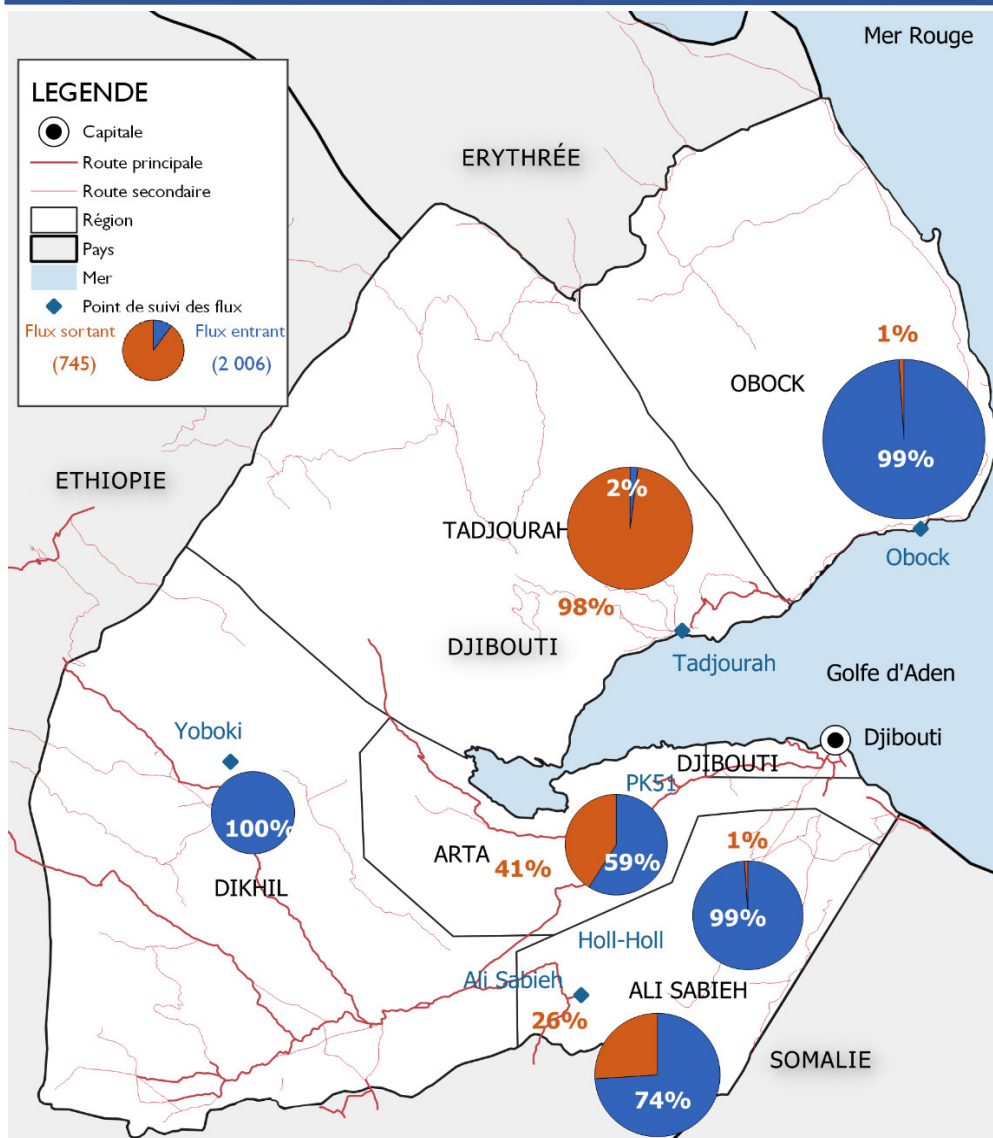 Mer Rouge
LEGENDE
Capitale
Route principale
Route secondaire
Région
Pays
Mer
Point de suivi des flux
Flux sortant
(745)
Flux entrant
(2 006)
ERYTHRÉE
ETHIOPIE
OBOCK
1%
99%
Obock
TADJOURAH
2%
98%
DJIBOUTI
Tadjourah
Golfe d'Aden
Yoboki
100%
DIKHIL
Djibouti
DJIBOUTI
PK51
ARTA
41%
59%
1%
99%
Holl-Holl
Ali Sabieh
ALI SABIEH
26%
74%
SOMALIE